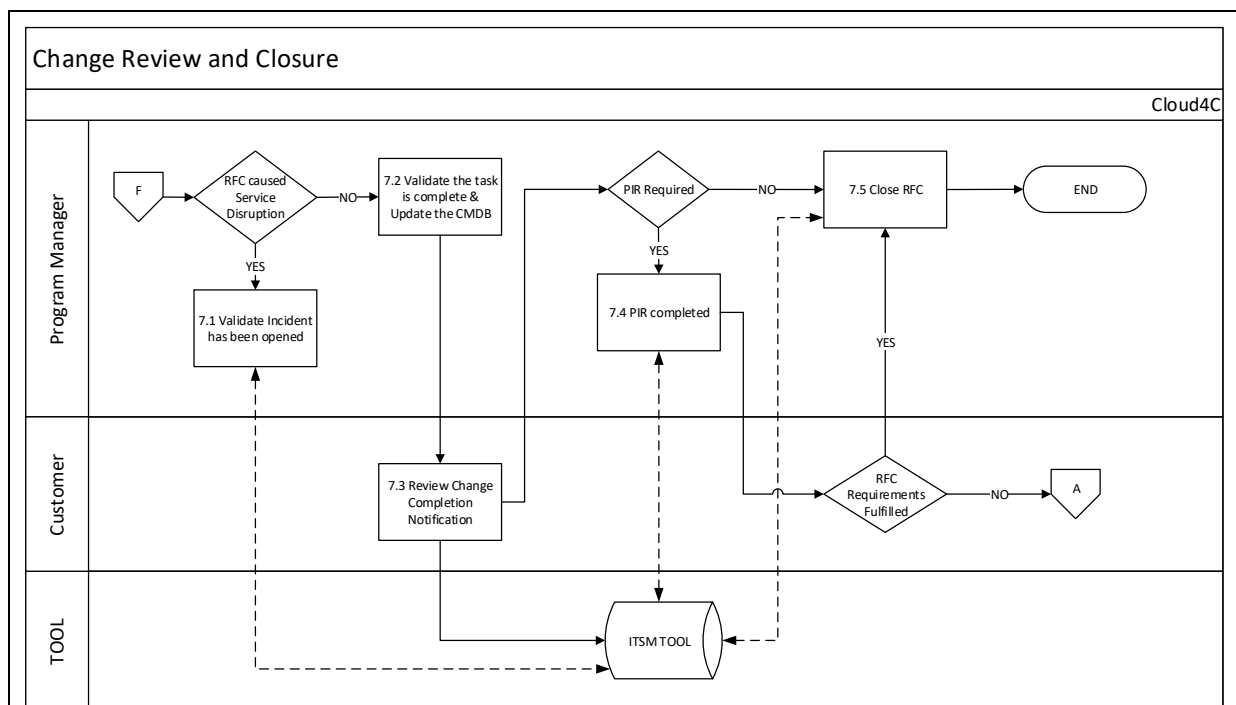 Change Review and Closure
Cloud4C
Program Manager
F
RFC caused
Service
Disruption
NO
7.2 Validate the task
is complete &
Update the CMDB
PIR Required
NO
7.5 Close RFC
END
YES
7.1 Validate Incident
has been opened
YES
7.4 PIR completed
YES
Customer
7.3 Review Change
Completion
Notification
RFC
Requirements
Fulfilled
NO
A
TOOL
ITSM TOOL